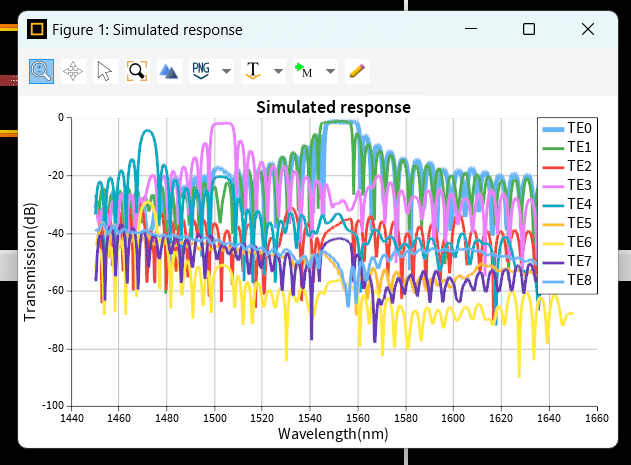 Figure 1: Simulated response
PNG T M
Simulated response
Transmission(dB)
0
-20
-40
-60
-80
-100
1440 1460 1480 1500 1520 1540 1560 1580 1600 1620 1640 1660
Wavelength(nm)
TE0
TE1
TE2
TE3
TE4
TE5
TE6
TE7
TE8